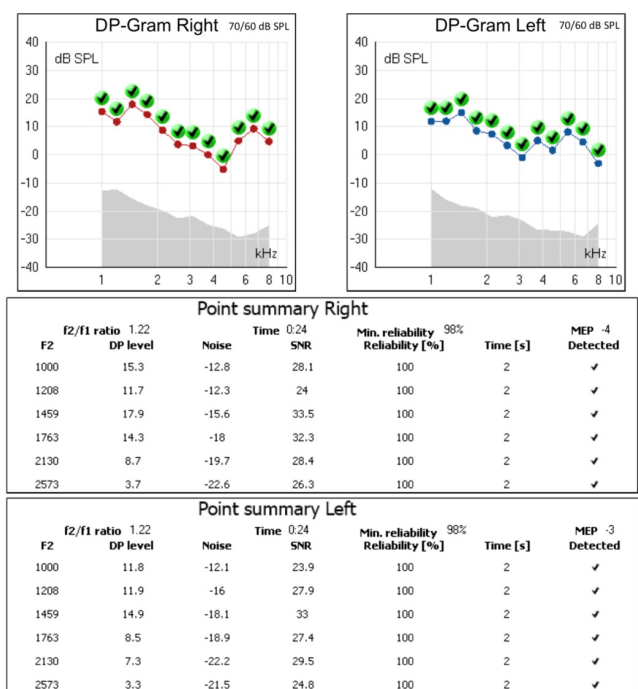 DP-Gram Right 70/60 dB SPL
40
dB SPL
30
20
10
0
-10
-20
-30
kHz
-40
1 2 3 4 6 8 10
DP-Gram Left 70/60 dB SPL
40
dB SPL
30
20
10
0
-10
-20
-30
kHz
-40
1 2 3 4 6 8 10
Point summary Right
f2/f1 ratio 1.22 Time 0:24 Min. reliability 98% MEP -4
F2 DP level Noise SNR Reliability [%] Time [s] Detected
1000 15.3 -12.8 28.1 100 2 ✔
1208 11.7 -12.3 24 100 2 ✔
1459 17.9 -15.6 33.5 100 2 ✔
1763 14.3 -18 32.3 100 2 ✔
2130 8.7 -19.7 28.4 100 2 ✔
2573 3.7 -22.6 26.3 100 2 ✔
Point summary Left
f2/f1 ratio 1.22 Time 0:24 Min. reliability 98% MEP -3
F2 DP level Noise SNR Reliability [%] Time [s] Detected
1000 11.8 -12.1 23.9 100 2 ✔
1208 11.9 -16 27.9 100 2 ✔
1459 14.9 -18.1 33 100 2 ✔
1763 8.5 -18.9 27.4 100 2 ✔
2130 7.3 -22.2 29.5 100 2 ✔
2573 3.3 -21.5 24.8 100 2 ✔